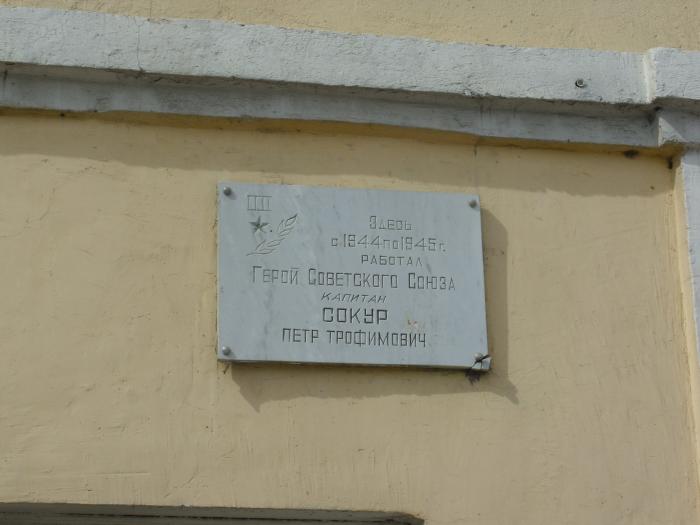 Здесь
с 1944 по 1945 г.
работал
Герой Советского Союза
капитан
СОКУР
Петр Трофимович